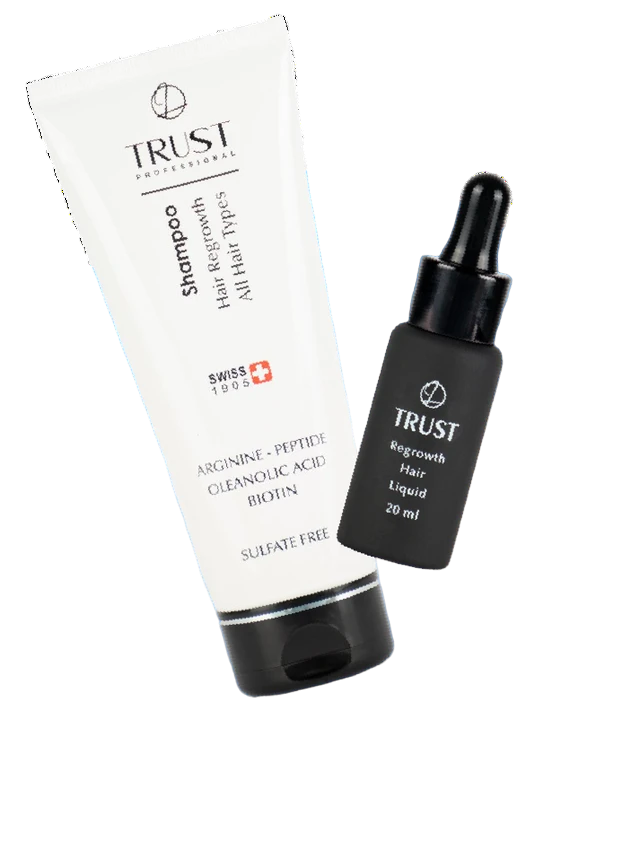 TRUST
PROFESSIONAL
Shampoo
Hair Regrowth
All Hair Types
SWISS
1905
ARGININE - PEPTIDE
OLEANOLIC ACID
BIOTIN
SULFATE FREE
TRUST
Regrowth
Hair
Liquid
20 ml